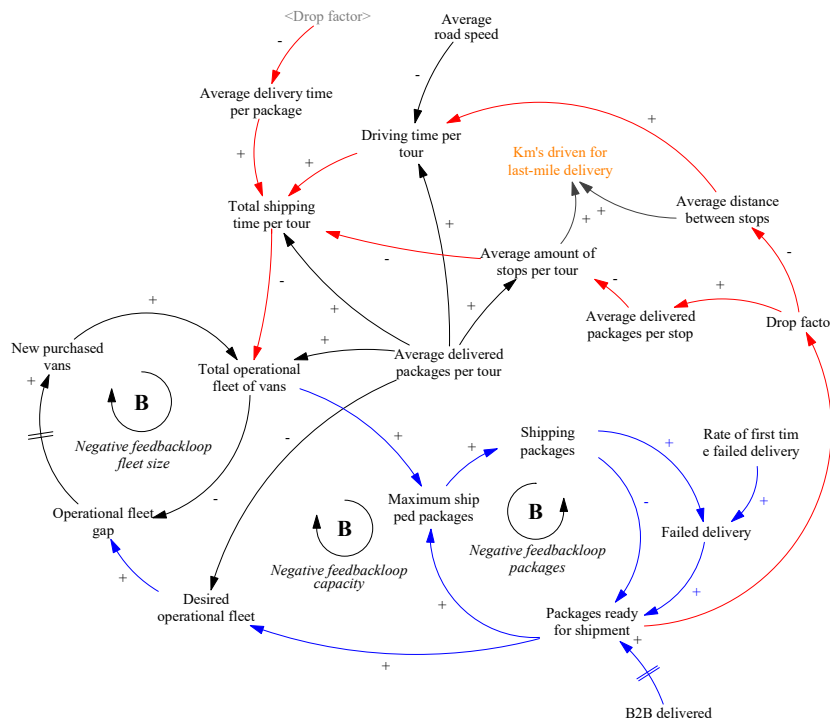 <Drop factor>
Average
road speed
-
-
Average delivery time
per package
+
Driving time per
tour
+
+
Km's driven for
last-mile delivery
Average distance
between stops
Total shipping
time per tour
+
+
+
-
Average amount of
stops per tour
-
-
-
+
+
+
Average delivered
packages per stop
Drop facto
+
+
New purchased
vans
Total operational
fleet of vans
Average delivered
packages per tour
+
B
Negative feedbackloop
fleet size
-
+
+
Shipping
packages
+
Rate of first tim
e failed delivery
Maximum ship
ped packages
-
+
Operational fleet
gap
B
B
Failed delivery
Negative feedbackloop
capacity
Negative feedbackloop
packages
+
Desired
operational fleet
+
+
Packages ready
for shipment
+
+
B2B delivered